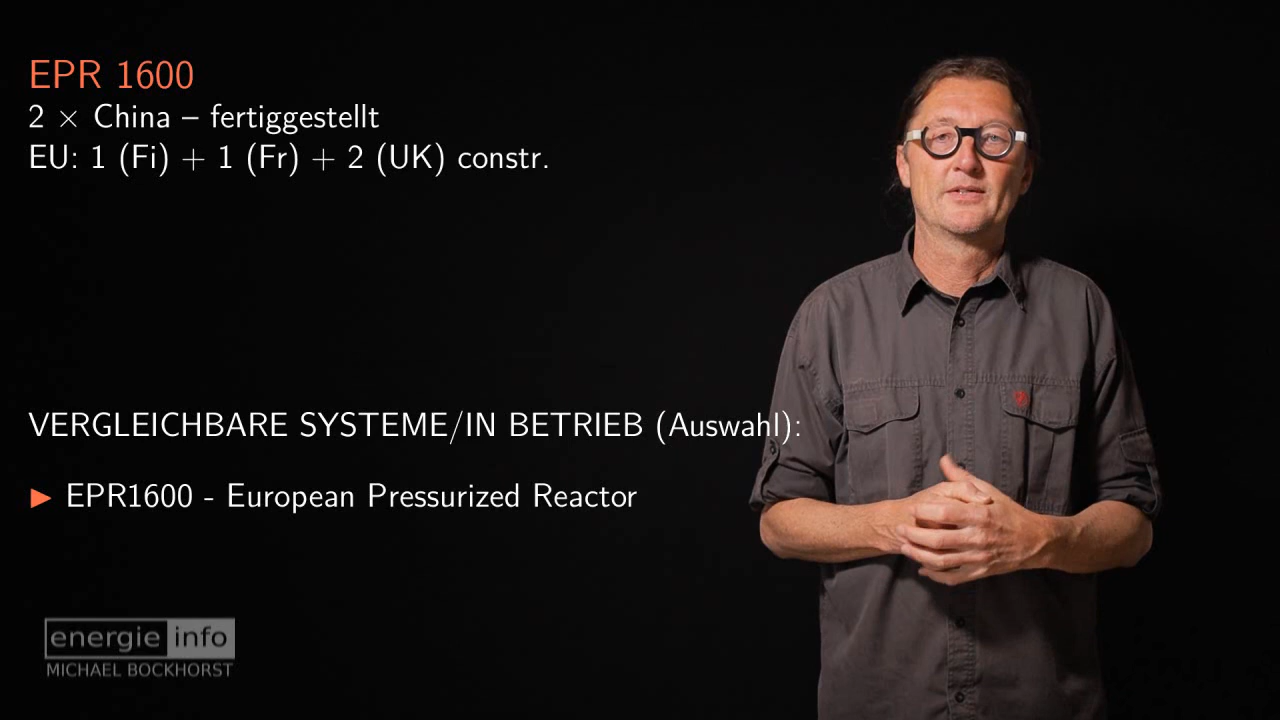 EPR 1600
2 × China – fertiggestellt
EU: 1 (Fi) + 1 (Fr) + 2 (UK) constr.
VERGLEICHBARE SYSTEME/IN BETRIEB (Auswahl):
► EPR1600 - European Pressurized Reactor
energie info
MICHAEL BOCKHORST